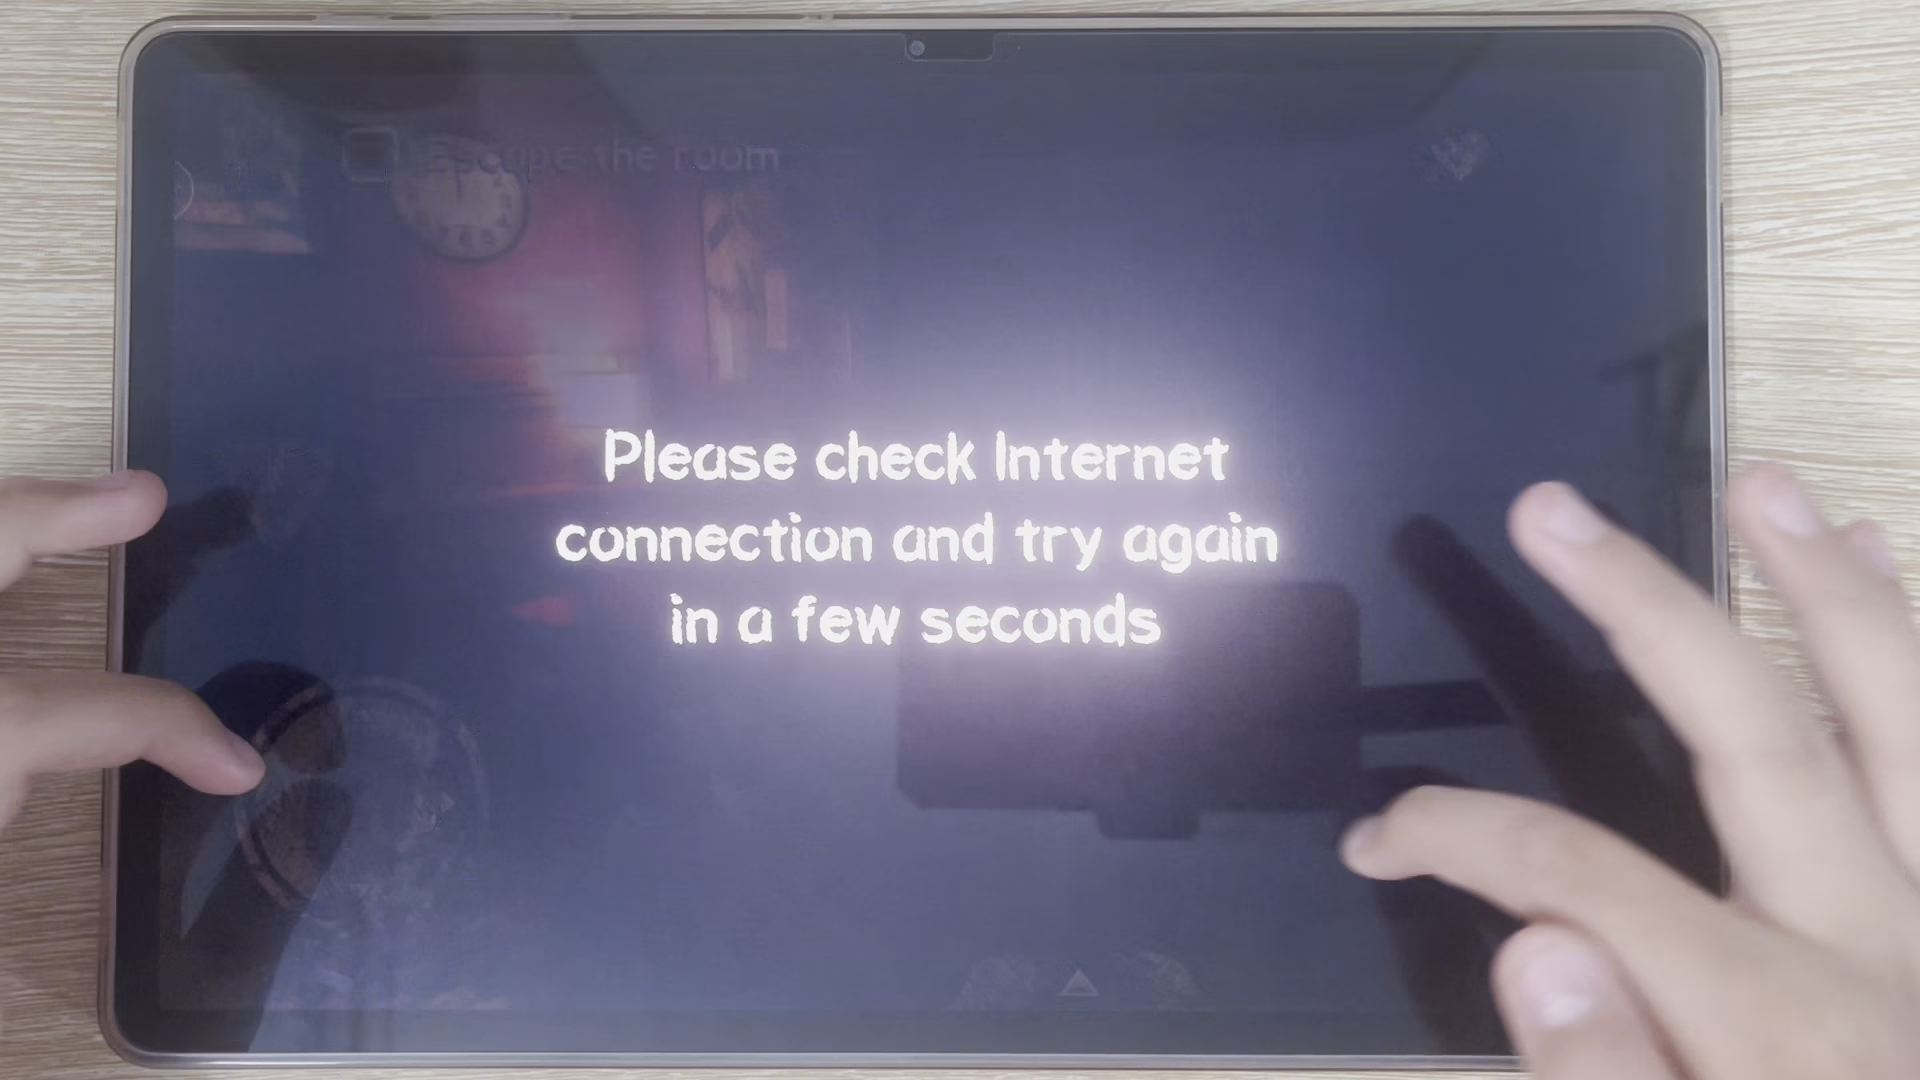 Escape the room
Please check Internet
connection and try again
in a few seconds